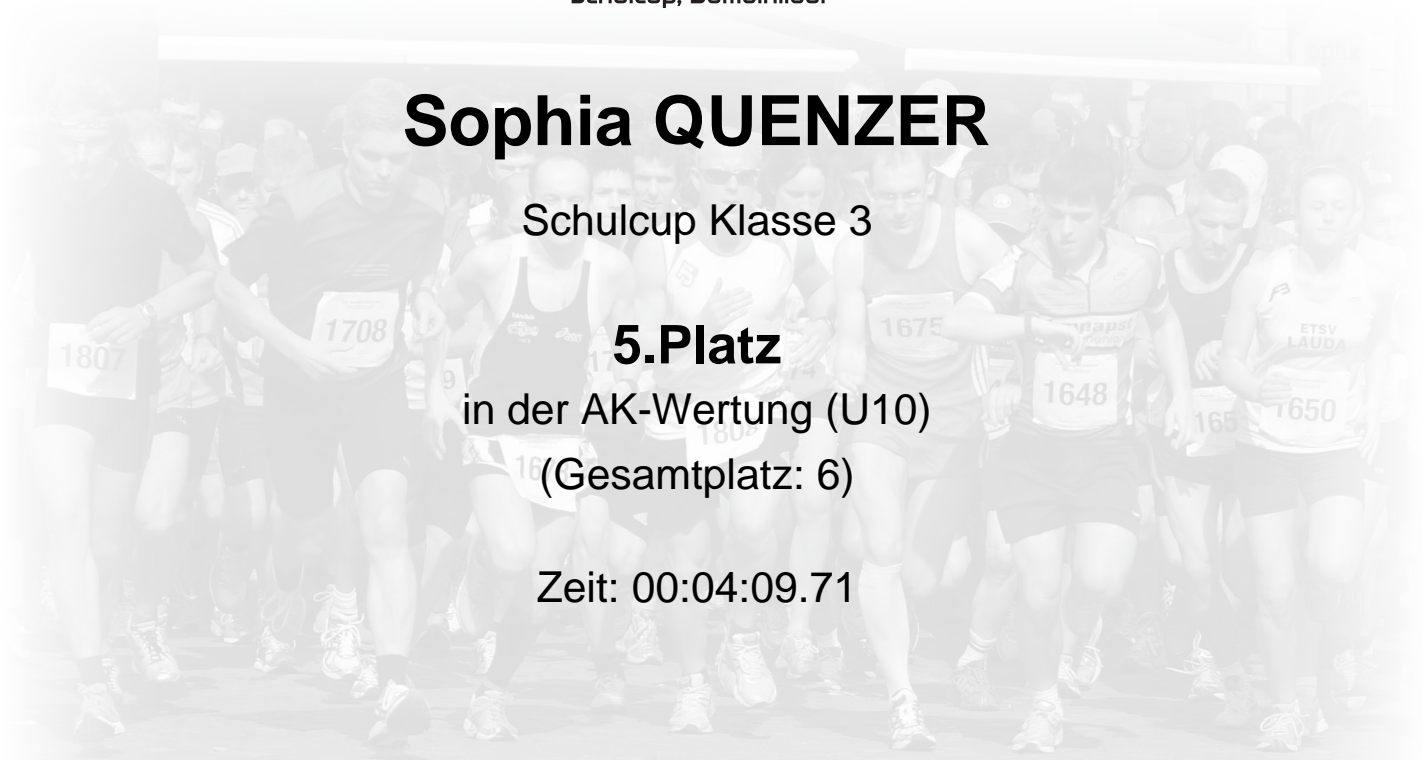 Sophia QUENZER
Schulcup Klasse 3
1708
1675
1807
5.Platz
1648
in der AK-Wertung (U10)
1650
165
(Gesamtplatz: 6)
ETSV
LAUDA
Zeit: 00:04:09.71